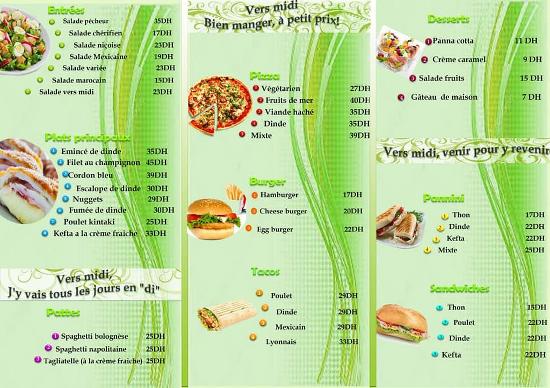 Entrées
Salade pécheur 35DH
Salade chérifien 17DH
Salade niçoise 23DH
Salade Mexicaine 19DH
Salade variée 23DH
Salade marocain 15DH
Salade vers midi 23DH
Plats principaux
Emincé de dinde 35DH
Filet au champignon 45DH
Cordon bleu 39DH
Escalope de dinde 30DH
Nuggets 29DH
Fumée de dinde 30DH
Poulet kintaki 25DH
Kefta a la crème fraiche 33DH
Vers midi,
J'y vais tous les jours en "di"
Pattes
Spaghetti bolognèse 25DH
Spaghetti napolitaine 25DH
Tagliatelle (à la crème fraiche) 25DH
Vers midi
Bien manger, à petit prix!
Pizza
Végétarien 27DH
Fruits de mer 40DH
Viande haché 35DH
Dinde 35DH
Mixte 39DH
Burger
Hamburger 17DH
Cheese burger 20DH
Egg burger 22DH
Tacos
Poulet 29DH
Dinde 29DH
Mexicain 29DH
Lyonnais 33DH
Desserts
Panna cotta 11 DH
Crème caramel 9 DH
Salade fruits 15 DH
Gâteau de maison 7 DH
Vers midi, venir pour y revenir
Pannini
Thon 17DH
Dinde 22DH
Kefta 22DH
Mixte 25DH
Sandwiches
Thon 15DH
Poulet 22DH
Dinde 22DH
Kefta 22DH